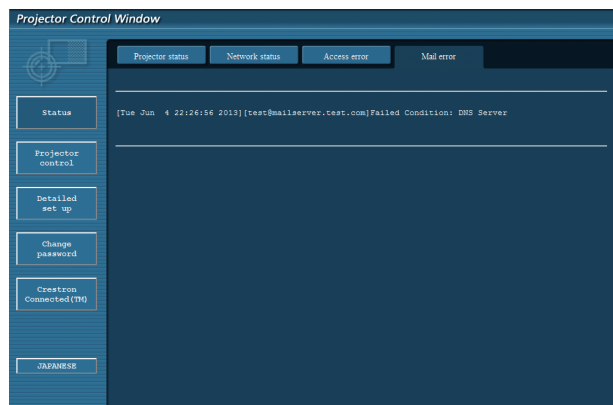 Projector Control Window
Projector status
Network status
Access error
Mail error
Status
[Tue Jun  4 22:26:56 2013][test@mailserver.test.com]Failed Condition: DNS Server
Projector
control
Detailed
set up
Change
password
Crestron
Connected(TM)
JAPANESE